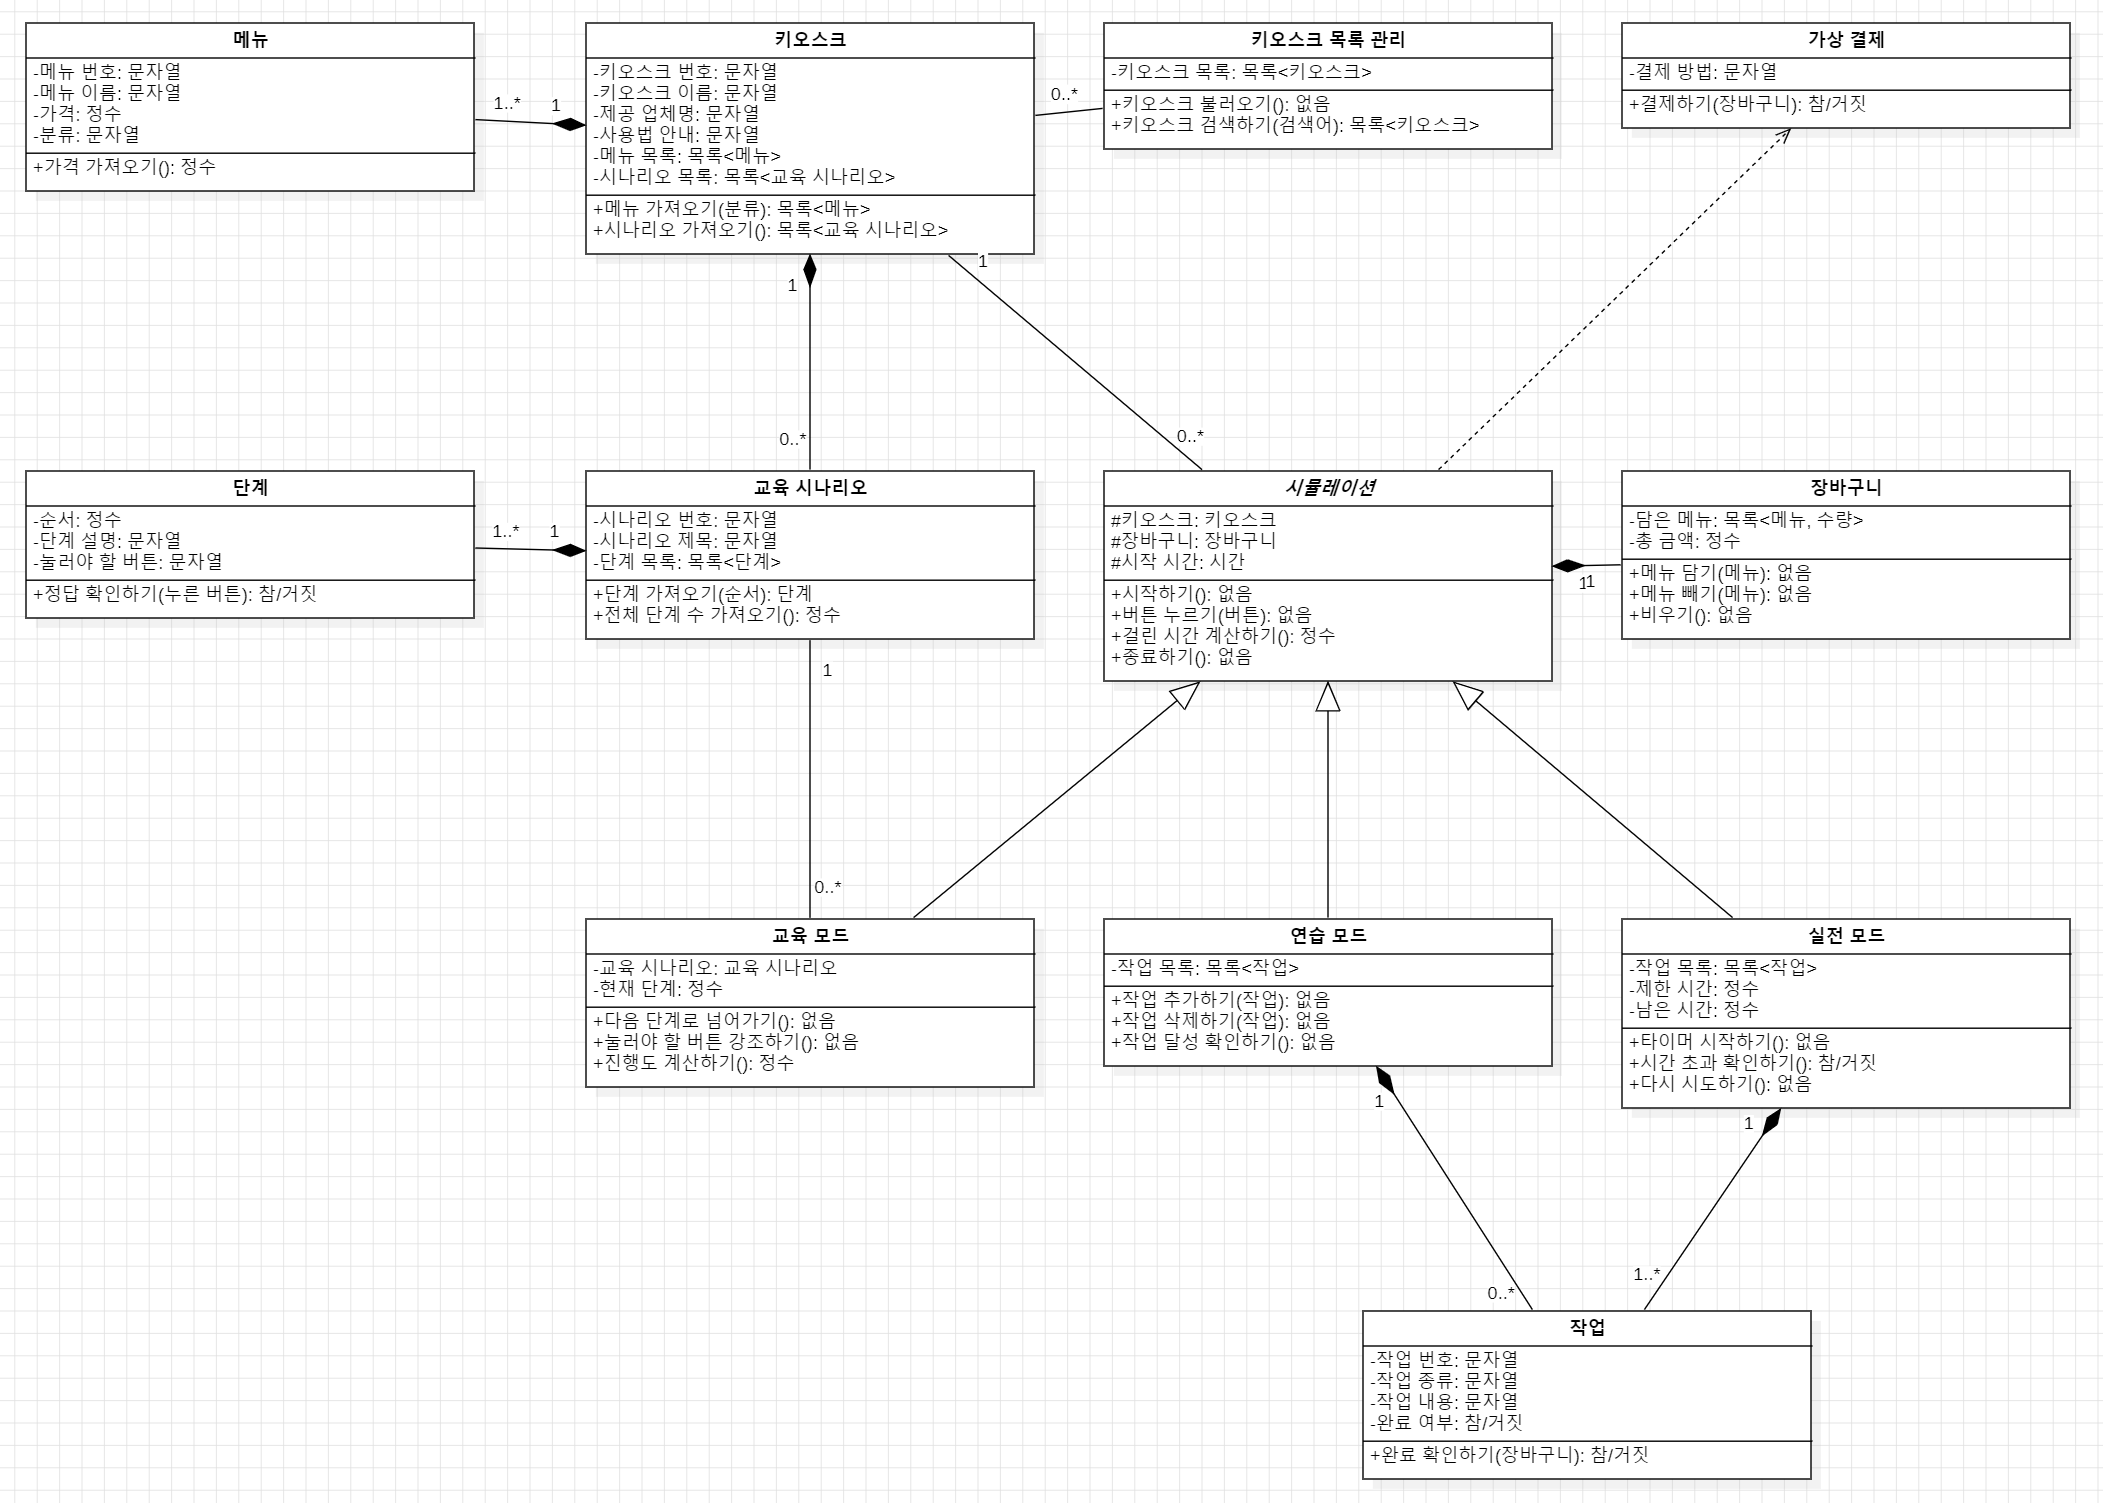 메뉴
-메뉴 번호: 문자열
-메뉴 이름: 문자열
-가격: 정수
-분류: 문자열
+가격 가져오기(): 정수
1..*
1
키오스크
-키오스크 번호: 문자열
-키오스크 이름: 문자열
-제공 업체명: 문자열
-사용법 안내: 문자열
-메뉴 목록: 목록<메뉴>
-시나리오 목록: 목록<교육 시나리오>
+메뉴 가져오기(분류): 목록<메뉴>
+시나리오 가져오기(): 목록<교육 시나리오>
0..*
키오스크 목록 관리
-키오스크 목록: 목록<키오스크>
+키오스크 불러오기(): 없음
+키오스크 검색하기(검색어): 목록<키오스크>
가상 결제
-결제 방법: 문자열
+결제하기(장바구니): 참/거짓
1
1
0..*
0..*
단계
-순서: 정수
-단계 설명: 문자열
-눌러야 할 버튼: 문자열
+정답 확인하기(누른 버튼): 참/거짓
1..*
1
교육 시나리오
-시나리오 번호: 문자열
-시나리오 제목: 문자열
-단계 목록: 목록<단계>
+단계 가져오기(순서): 단계
+전체 단계 수 가져오기(): 정수
시뮬레이션
#키오스크: 키오스크
#장바구니: 장바구니
#시작 시간: 시간
+시작하기(): 없음
+버튼 누르기(버튼): 없음
+걸린 시간 계산하기(): 정수
+종료하기(): 없음
1
1
장바구니
-담은 메뉴: 목록<메뉴, 수량>
-총 금액: 정수
+메뉴 담기(메뉴): 없음
+메뉴 빼기(메뉴): 없음
+비우기(): 없음
1
0..*
교육 모드
-교육 시나리오: 교육 시나리오
-현재 단계: 정수
+다음 단계로 넘어가기(): 없음
+눌러야 할 버튼 강조하기(): 없음
+진행도 계산하기(): 정수
연습 모드
-작업 목록: 목록<작업>
+작업 추가하기(작업): 없음
+작업 삭제하기(작업): 없음
+작업 달성 확인하기(): 없음
실전 모드
-작업 목록: 목록<작업>
-제한 시간: 정수
-남은 시간: 정수
+타이머 시작하기(): 없음
+시간 초과 확인하기(): 참/거짓
+다시 시도하기(): 없음
1
1
0..*
1..*
작업
-작업 번호: 문자열
-작업 종류: 문자열
-작업 내용: 문자열
-완료 여부: 참/거짓
+완료 확인하기(장바구니): 참/거짓